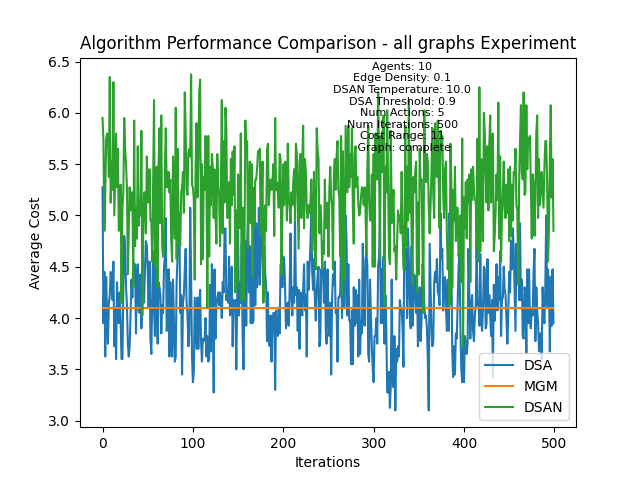 Algorithm Performance Comparison - all graphs Experiment
Agents: 10
Edge Density: 0.1
DSAN Temperature: 10.0
DSA Threshold: 0.9
Num Actions: 5
Num Iterations: 500
Cost Range: 11
Graph: complete
Average Cost
6.5
6.0
5.5
5.0
4.5
4.0
3.5
3.0
DSA
MGM
DSAN
0
100
200
300
400
500
Iterations